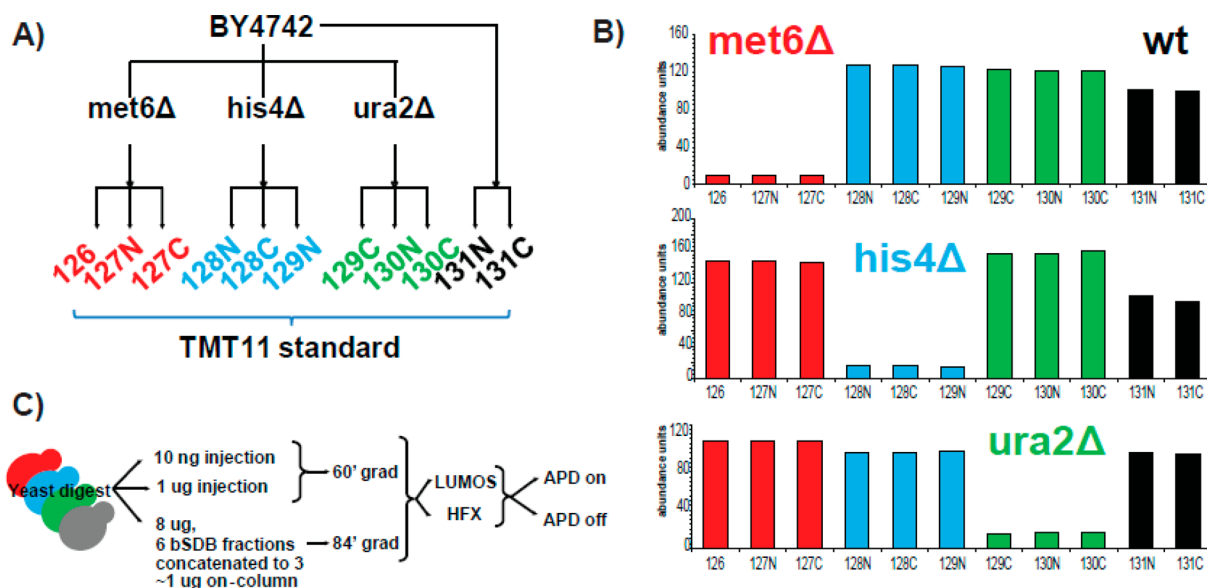 A)
BY4742
met6Δ his4Δ ura2Δ
126 127N 127C 128N 128C 129N 129C 130N 130C 131N 131C
TMT11 standard
B)
met6Δ wt
abundance units
160
120
80
40
0
126 127N 127C 128N 128C 129N 129C 130N 130C 131N 131C
his4Δ
abundance units
200
160
120
80
40
0
126 127N 127C 128N 128C 129N 129C 130N 130C 131N 131C
ura2Δ
abundance units
120
80
40
0
126 127N 127C 128N 128C 129N 129C 130N 130C 131N 131C
C)
Yeast digest
10 ng injection
1 ug injection
60' grad
8 ug,
6 bSDB fractions
concatenated to 3
~1 ug on-column
84' grad
LUMOS
HFX
APD on
APD off